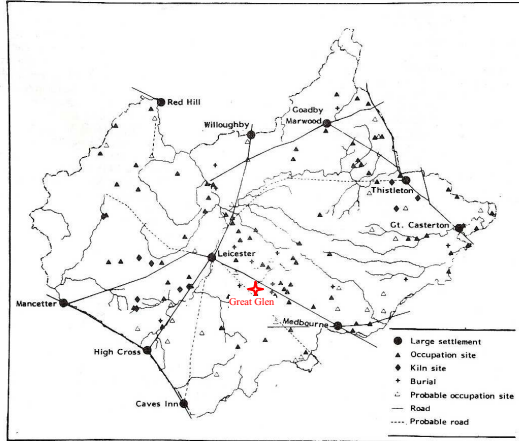 Red Hill
Goadby
Marwood
Willoughby
Thistleton
Gt. Casterton
Leicester
Great Glen
Mancetter
Medbourne
High Cross
Caves Inn
Large settlement
Occupation site
Kiln site
Burial
Probable occupation site
Road
Probable road